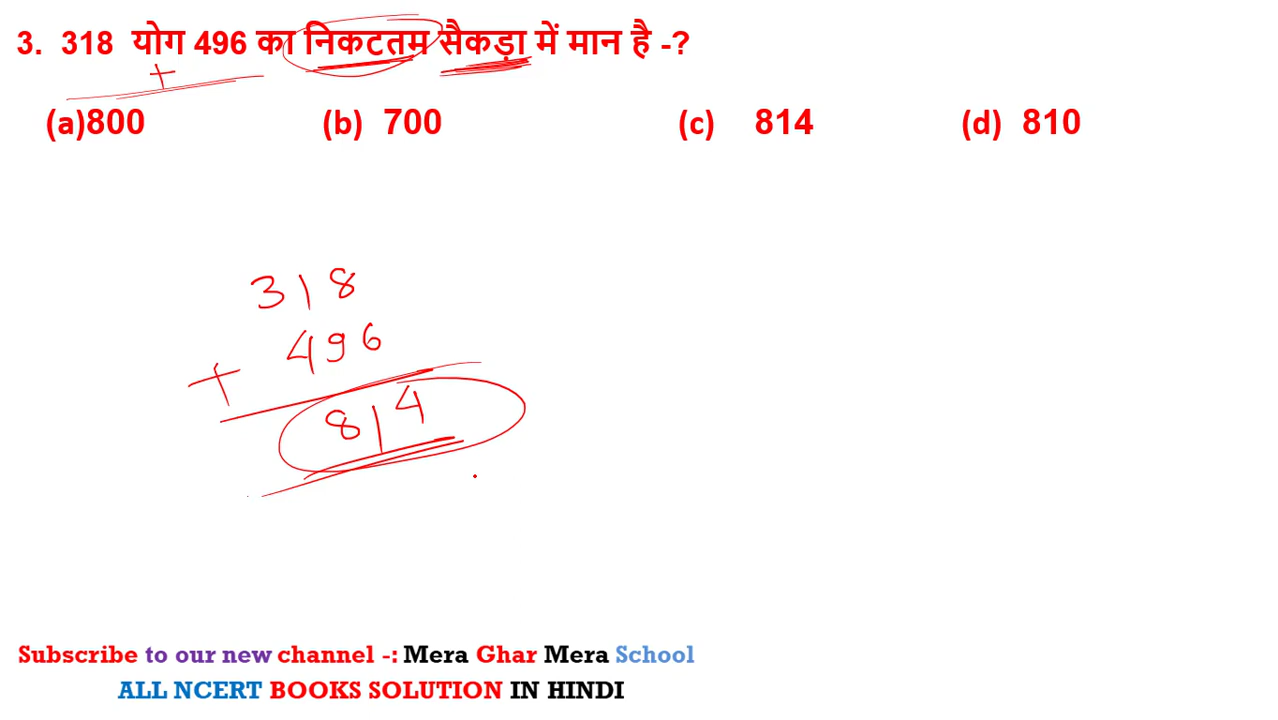 3. 318 योग 496 का निकटतम सैकड़ा में मान है -?
+
(a)800 (b) 700 (c) 814 (d) 810
318
496
+
814
Subscribe to our new channel -: Mera Ghar Mera School
ALL NCERT BOOKS SOLUTION IN HINDI